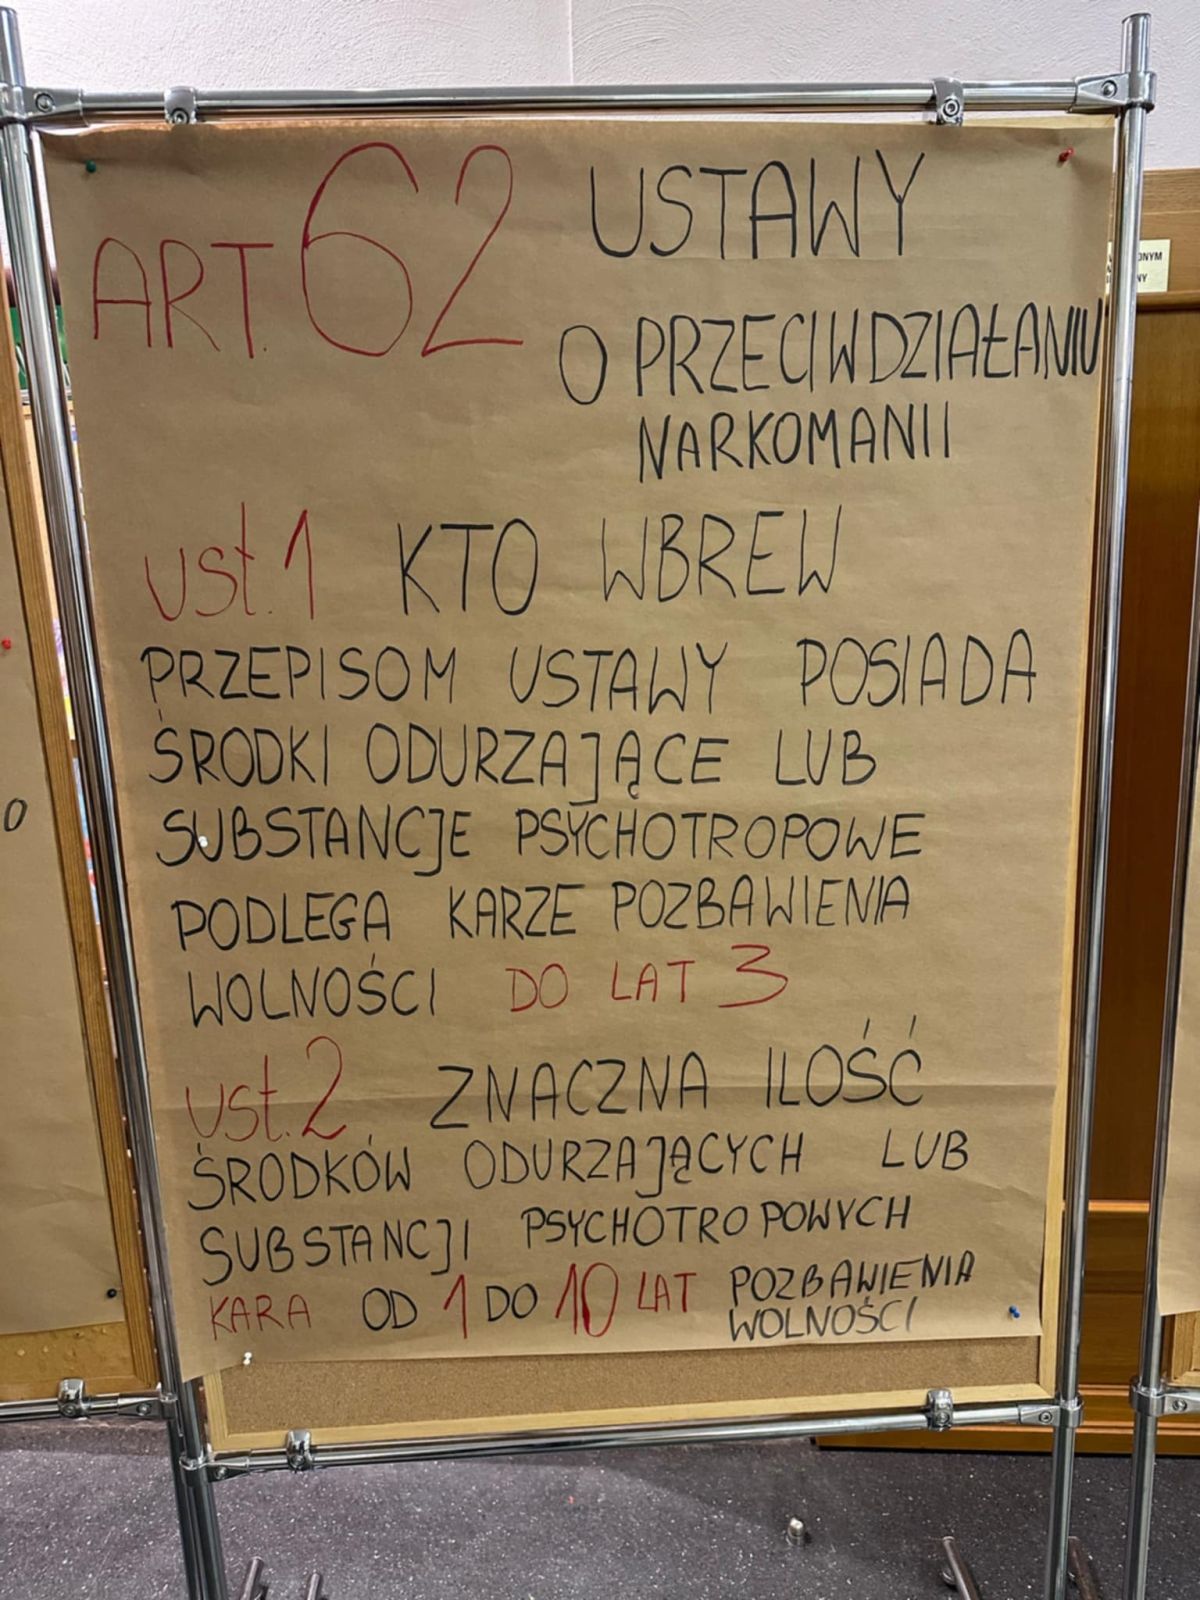 ART. 62 USTAWY
O PRZECIWDZIAŁANIU
NARKOMANII
ust. 1 KTO WBREW
PRZEPISOM USTAWY POSIADA
ŚRODKI ODURZAJĄCE LUB
SUBSTANCJE PSYCHOTROPOWE
PODLEGA KARZE POZBAWIENIA
WOLNOŚCI DO LAT 3
ust. 2 ZNACZNA ILOŚĆ
ŚRODKÓW ODURZAJĄCYCH LUB
SUBSTANCJI PSYCHOTROPOWYCH
KARA OD 1 DO 10 LAT POZBAWIENIA
WOLNOŚCI